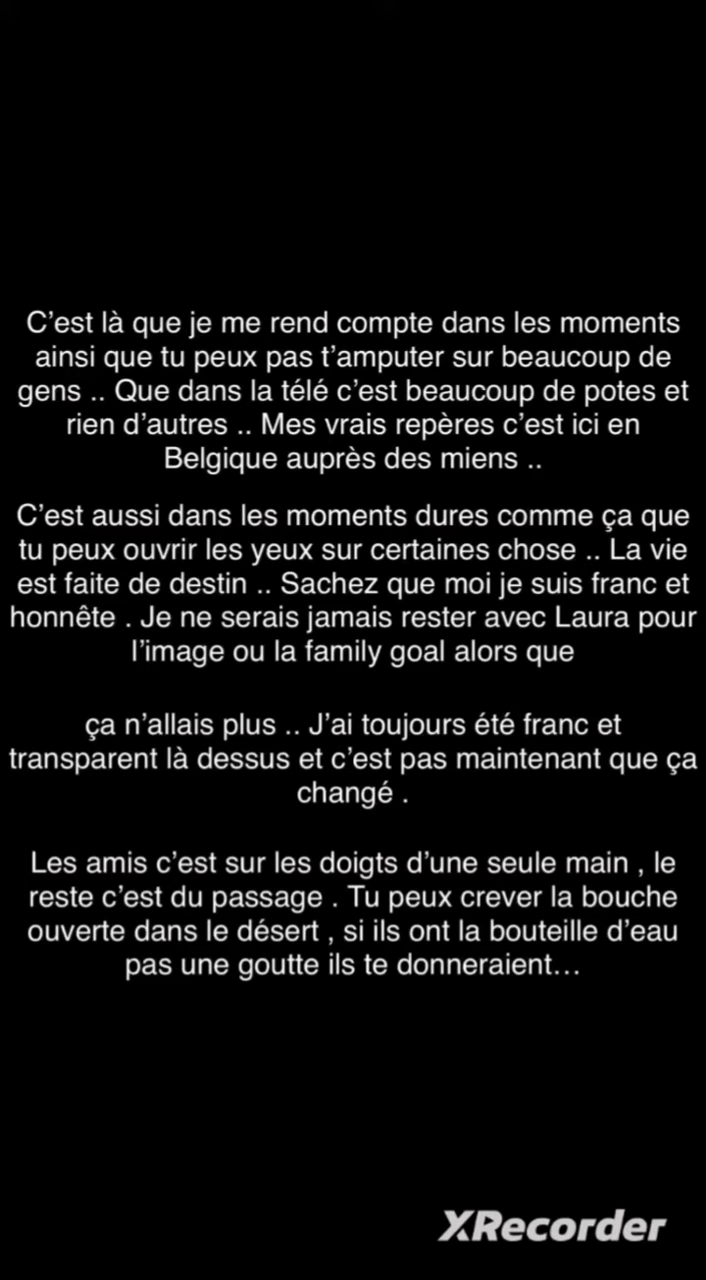 C’est là que je me rend compte dans les moments
ainsi que tu peux pas t’amputer sur beaucoup de
gens .. Que dans la télé c’est beaucoup de potes et
rien d’autres .. Mes vrais repères c’est ici en
Belgique auprès des miens ..
C’est aussi dans les moments dures comme ça que
tu peux ouvrir les yeux sur certaines chose .. La vie
est faite de destin .. Sachez que moi je suis franc et
honnête . Je ne serais jamais rester avec Laura pour
l’image ou la family goal alors que
ça n’allais plus .. J’ai toujours été franc et
transparent là dessus et c’est pas maintenant que ça
changé .
Les amis c’est sur les doigts d’une seule main , le
reste c’est du passage . Tu peux crever la bouche
ouverte dans le désert , si ils ont la bouteille d’eau
pas une goutte ils te donneraient…
XRecorder